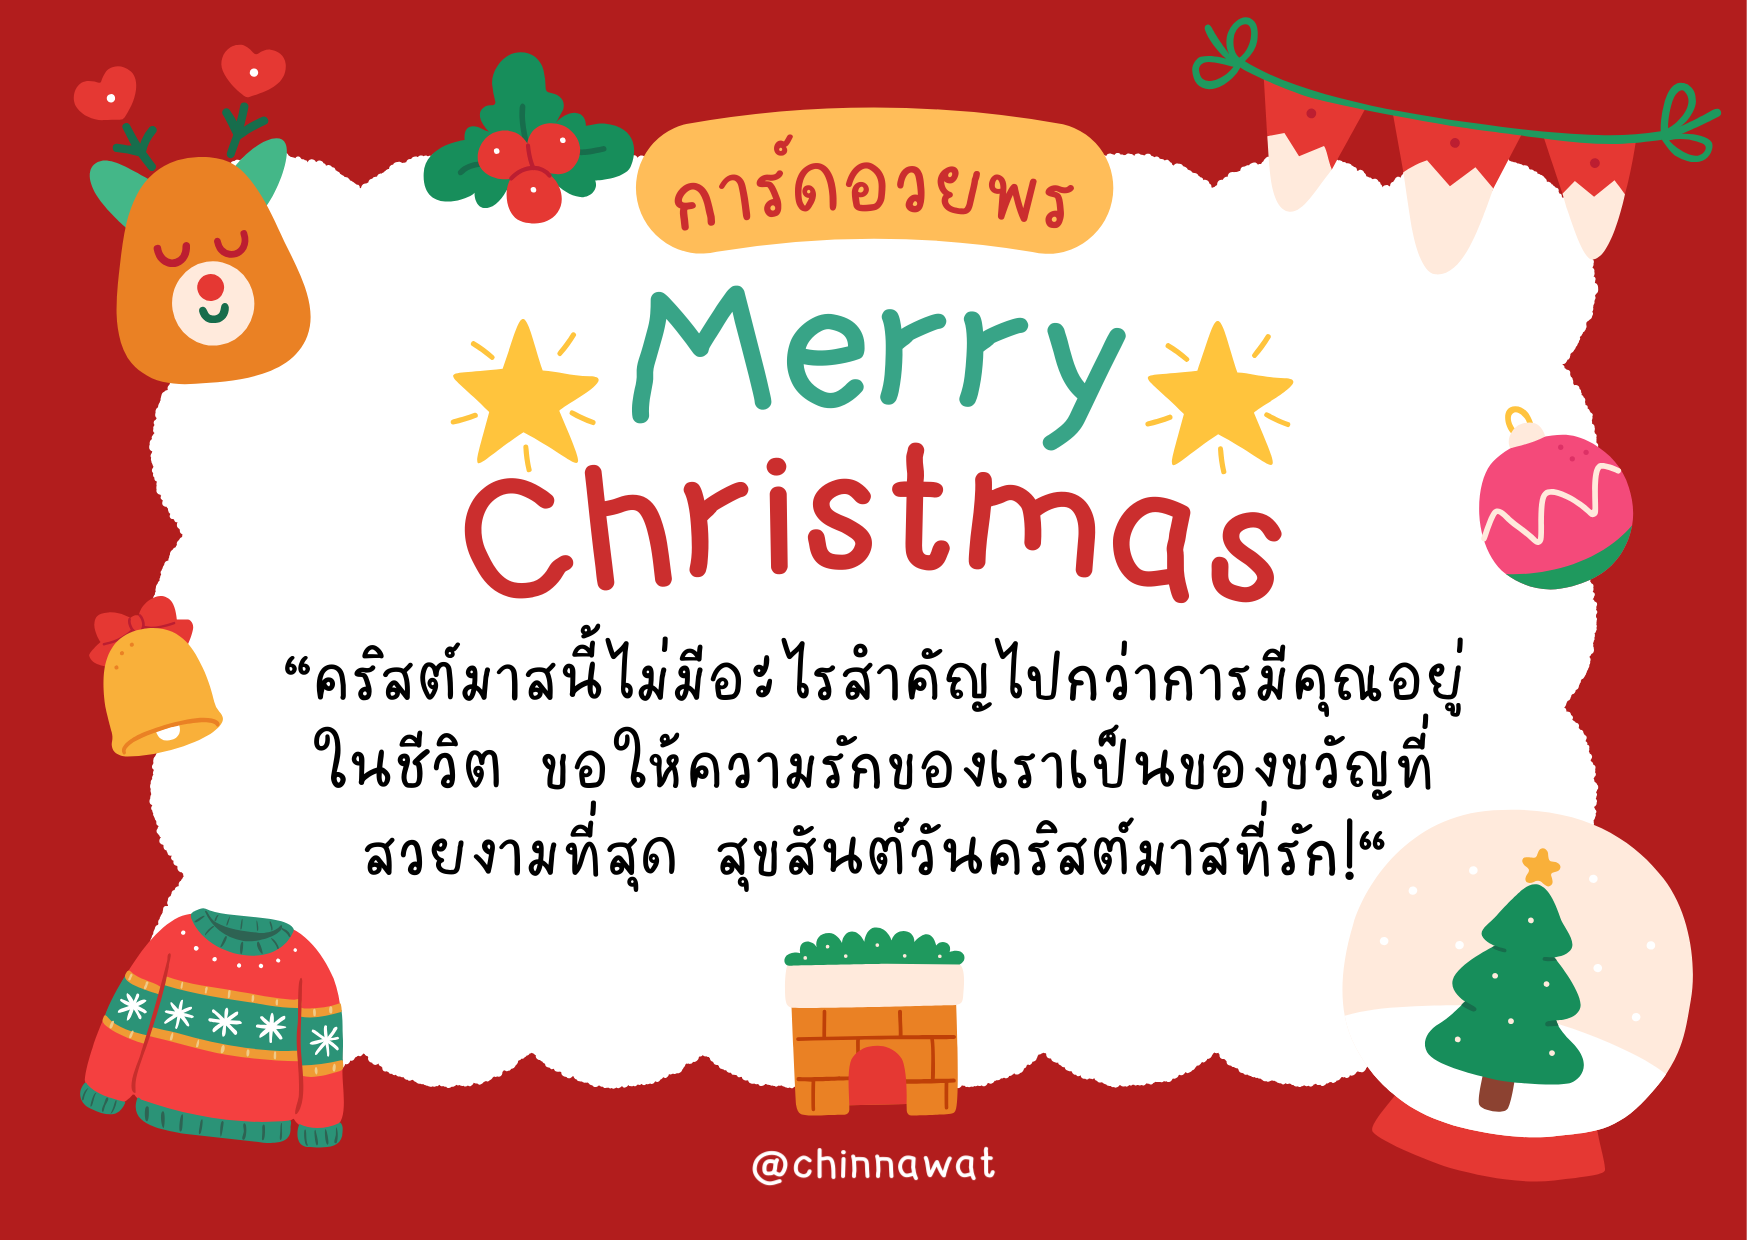 การ์ดอวยพร
Merry
Christmas
“คริสต์มาสนี้ไม่มีอะไรสำคัญไปกว่าการมีคุณอยู่
ในชีวิต ขอให้ความรักของเราเป็นของขวัญที่
สวยงามที่สุด สุขสันต์วันคริสต์มาสที่รัก!“
@chinnawat